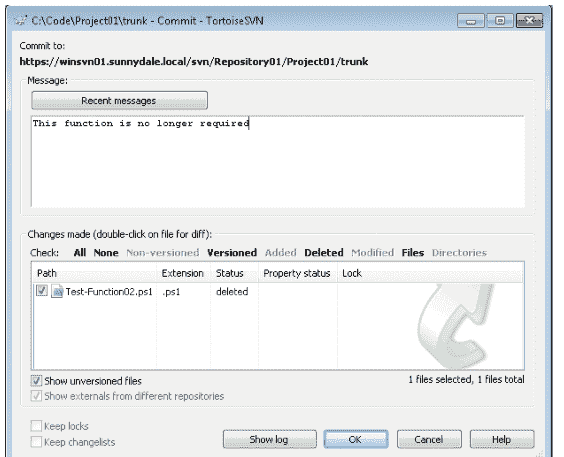 C:\Code\Project01\trunk - Commit - TortoiseSVN
Commit to:
https://winsvn01.sunnydale.local/svn/Repository01/Project01/trunk
Message:
Recent messages
This function is no longer required
Changes made (double-click on file for diff):
Check: All None Non-versioned Versioned Added Deleted Modified Files Directories
Path Extension Status Property status Lock
Test-Function02.ps1 .ps1 deleted
Show unversioned files 1 files selected, 1 files total
Show externals from different repositories
Keep locks
Keep changelists
Show log OK Cancel Help